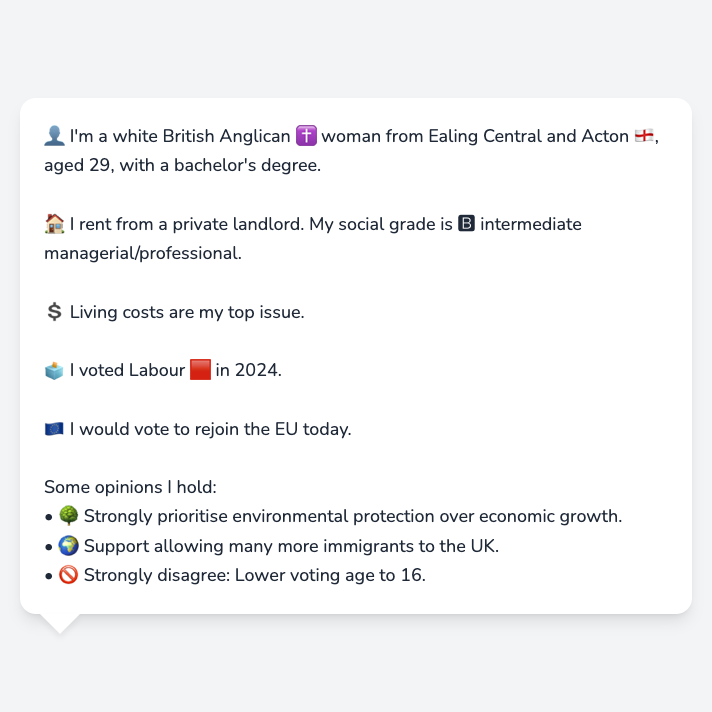 👤 I'm a white British Anglican ✝️ woman from Ealing Central and Acton 🏴󠁧󠁢󠁥󠁮󠁧󠁿,
aged 29, with a bachelor's degree.
🏠 I rent from a private landlord. My social grade is 🅱 intermediate
managerial/professional.
💲 Living costs are my top issue.
🗳️ I voted Labour 🟥 in 2024.
🇪🇺 I would vote to rejoin the EU today.
Some opinions I hold:
• 🌳 Strongly prioritise environmental protection over economic growth.
• 🌍 Support allowing many more immigrants to the UK.
• 🚫 Strongly disagree: Lower voting age to 16.